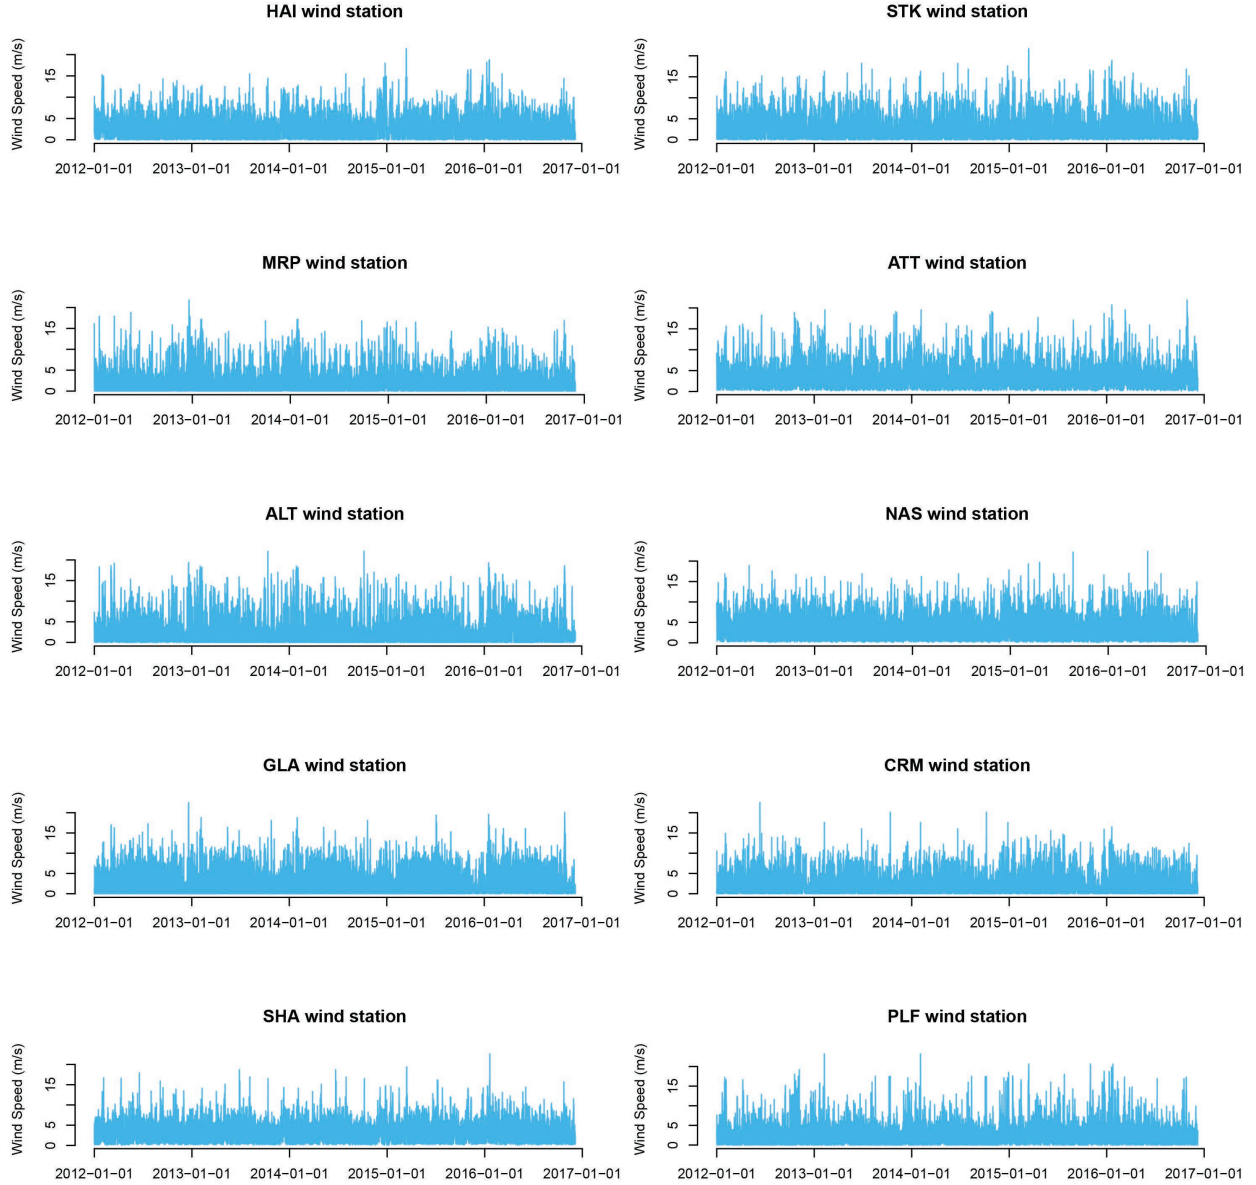 HAI wind station
Wind Speed (m/s)
15
5
0
2012−01−01 2013−01−01 2014−01−01 2015−01−01 2016−01−01 2017−01−01
STK wind station
Wind Speed (m/s)
15
5
0
2012−01−01 2013−01−01 2014−01−01 2015−01−01 2016−01−01 2017−01−01
MRP wind station
Wind Speed (m/s)
15
5
0
2012−01−01 2013−01−01 2014−01−01 2015−01−01 2016−01−01 2017−01−01
ATT wind station
Wind Speed (m/s)
15
5
0
2012−01−01 2013−01−01 2014−01−01 2015−01−01 2016−01−01 2017−01−01
ALT wind station
Wind Speed (m/s)
15
5
0
2012−01−01 2013−01−01 2014−01−01 2015−01−01 2016−01−01 2017−01−01
NAS wind station
Wind Speed (m/s)
15
5
0
2012−01−01 2013−01−01 2014−01−01 2015−01−01 2016−01−01 2017−01−01
GLA wind station
Wind Speed (m/s)
15
5
0
2012−01−01 2013−01−01 2014−01−01 2015−01−01 2016−01−01 2017−01−01
CRM wind station
Wind Speed (m/s)
15
5
0
2012−01−01 2013−01−01 2014−01−01 2015−01−01 2016−01−01 2017−01−01
SHA wind station
Wind Speed (m/s)
15
5
0
2012−01−01 2013−01−01 2014−01−01 2015−01−01 2016−01−01 2017−01−01
PLF wind station
Wind Speed (m/s)
15
5
0
2012−01−01 2013−01−01 2014−01−01 2015−01−01 2016−01−01 2017−01−01